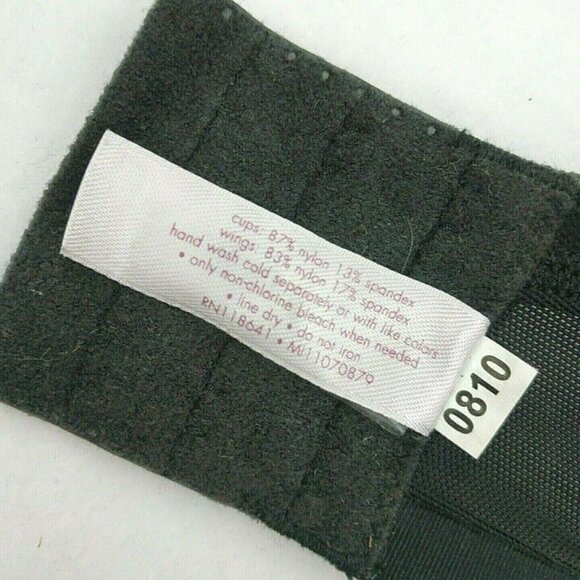 cups: 87% nylon 13% spandex
wings: 83% nylon 17% spandex
hand wash cold separately or with like colors
• only non-chlorine bleach when needed
• line dry • do not iron
RN118641 • MI11070879
0810